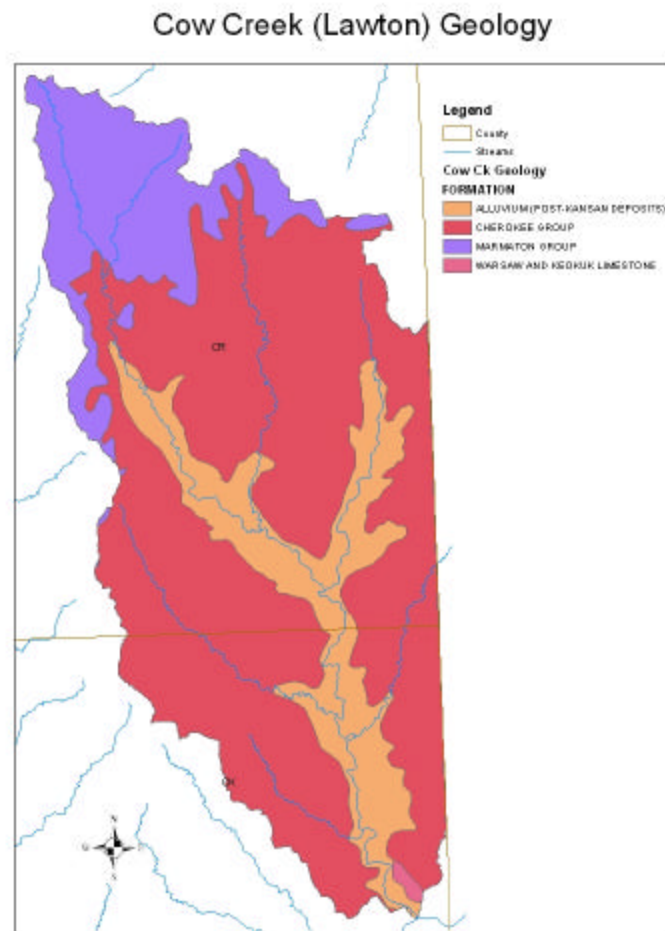 Cow Creek (Lawton) Geology
Legend
County
Streams
Cow Ck Geology
FORMATION
ALLUVIUM (POST-KANSAN DEPOSITS)
CHEROKEE GROUP
MARMATON GROUP
WARSAW AND KEOKUK LIMESTONE
CR
N
S